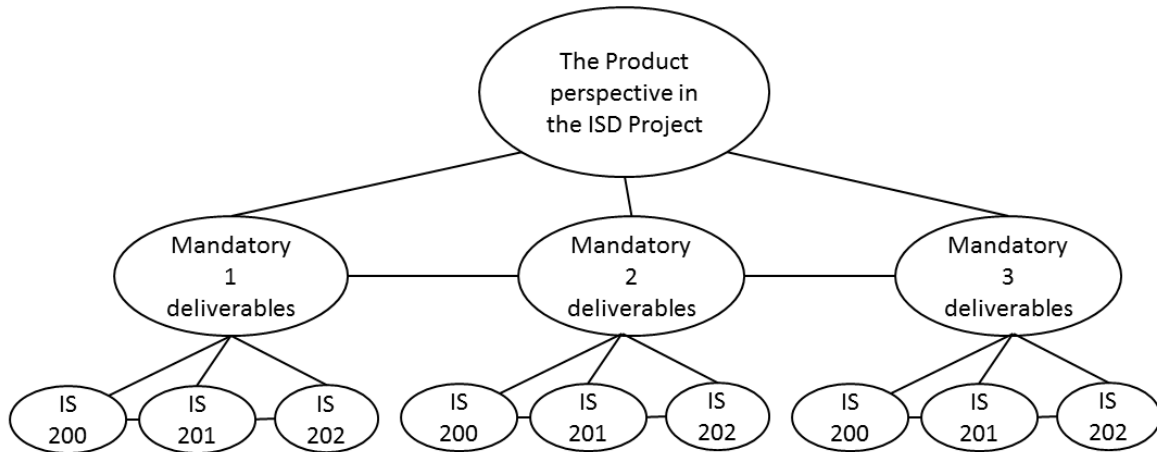 The Product
perspective in
the ISD Project
Mandatory
1
deliverables
Mandatory
2
deliverables
Mandatory
3
deliverables
IS
200
IS
201
IS
202
IS
200
IS
201
IS
202
IS
200
IS
201
IS
202